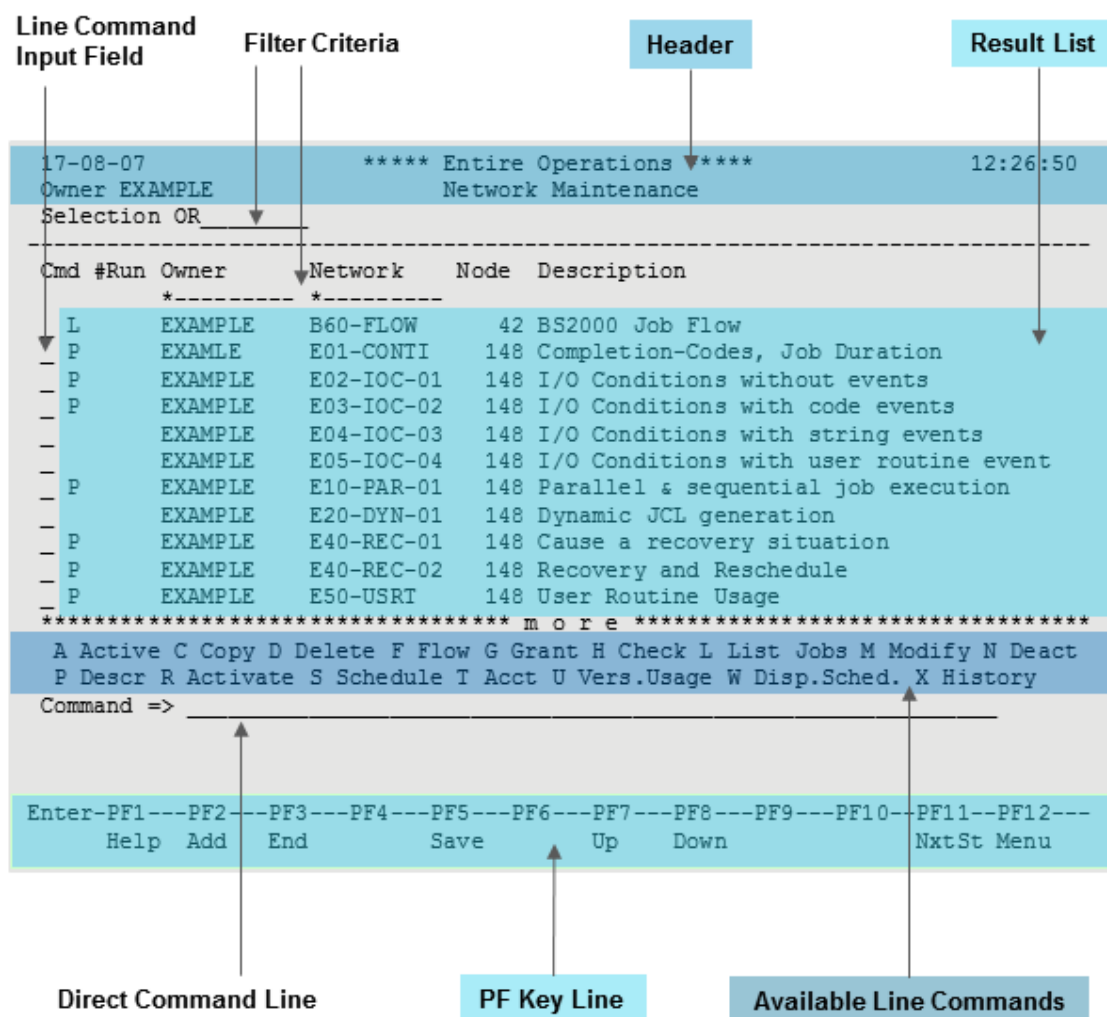 Line Command
Input Field
Filter Criteria
Header
Result List
17-08-07 ***** Entire Operations ***** 12:26:50
Owner EXAMPLE Network Maintenance
Selection OR________
--------------------------------------------------------------------------------
Cmd #Run Owner Network Node Description
*--------- *---------
L EXAMPLE B60-FLOW 42 BS2000 Job Flow
_ P EXAMLE E01-CONTI 148 Completion-Codes, Job Duration
_ P EXAMPLE E02-IOC-01 148 I/O Conditions without events
_ P EXAMPLE E03-IOC-02 148 I/O Conditions with code events
_ EXAMPLE E04-IOC-03 148 I/O Conditions with string events
_ EXAMPLE E05-IOC-04 148 I/O Conditions with user routine event
_ P EXAMPLE E10-PAR-01 148 Parallel & sequential job execution
_ EXAMPLE E20-DYN-01 148 Dynamic JCL generation
_ P EXAMPLE E40-REC-01 148 Cause a recovery situation
_ P EXAMPLE E40-REC-02 148 Recovery and Reschedule
_ P EXAMPLE E50-USRT 148 User Routine Usage
*********************************** m o r e **********************************
A Active C Copy D Delete F Flow G Grant H Check L List Jobs M Modify N Deact
P Descr R Activate S Schedule T Acct U Vers.Usage W Disp.Sched. X History
Command => ____________________________________________________________
Enter-PF1---PF2---PF3---PF4---PF5---PF6---PF7---PF8---PF9---PF10--PF11--PF12---
Help Add End Save Up Down NxtSt Menu
Direct Command Line
PF Key Line
Available Line Commands